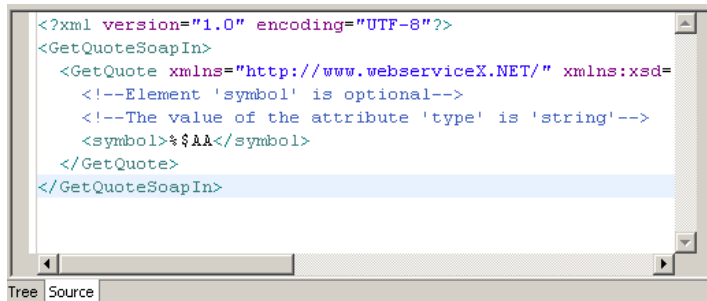 <?xml version="1.0" encoding="UTF-8"?>
<GetQuoteSoapIn>
<GetQuote xmlns="http://www.webserviceX.NET/" xmlns:xsd=
<!--Element 'symbol' is optional-->
<!--The value of the attribute 'type' is 'string'-->
<symbol>%$AA</symbol>
</GetQuote>
</GetQuoteSoapIn>
Tree Source